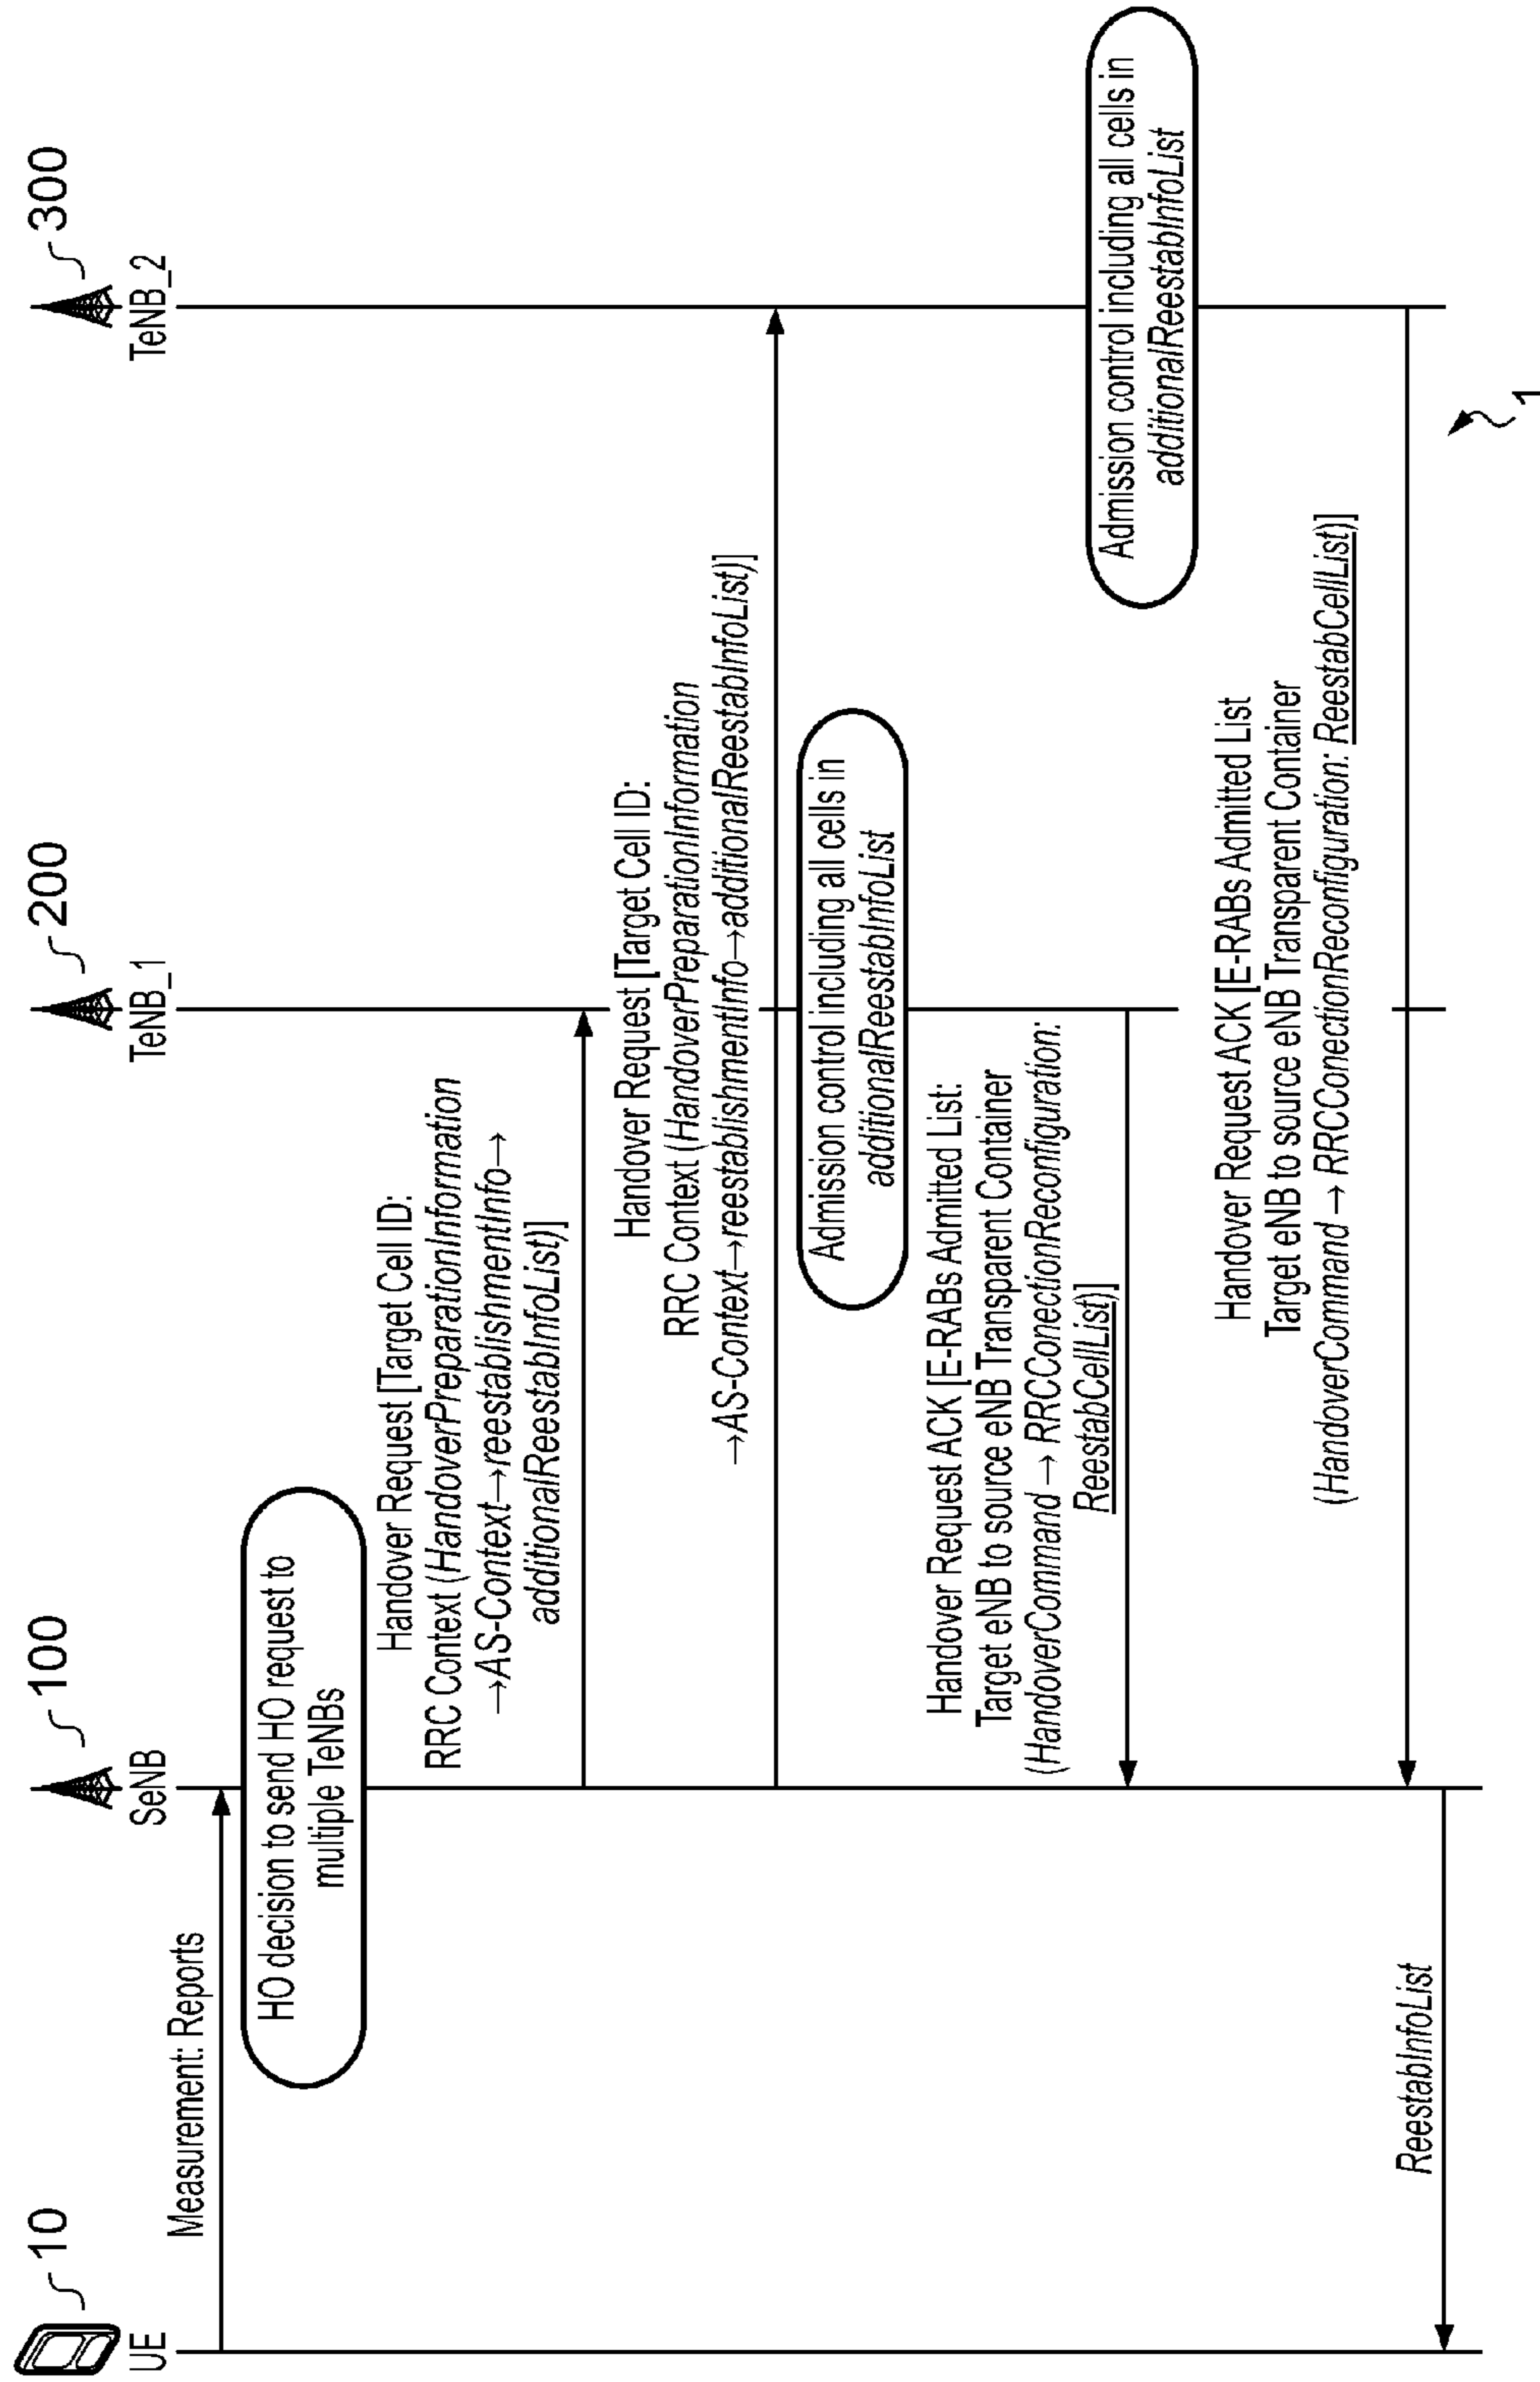 10
UE
100
SeNB
200
TeNB_1
300
TeNB_2
Measurement: Reports
HO decision to send HO request to
multiple TeNBs
Handover Request [Target Cell ID:
RRC Context (HandoverPreparationInformation
→AS-Context→reestablishmentInfo→
additionalReestabInfoList)]
Handover Request [Target Cell ID:
RRC Context (HandoverPreparationInformation
→AS-Context→reestablishmentInfo→additionalReestabInfoList)]
Admission control including all cells in
additionalReestabInfoList
Handover Request ACK [E-RABs Admitted List:
Target eNB to source eNB Transparent Container
(HandoverCommand → RRCConectionReconfiguration:
ReestabCellList)]
Admission control including all cells in
additionalReestabInfoList
Handover Request ACK [E-RABs Admitted List
Target eNB to source eNB Transparent Container
(HandoverCommand → RRCConectionReconfiguration: ReestabCellList)]
ReestabInfoList
1